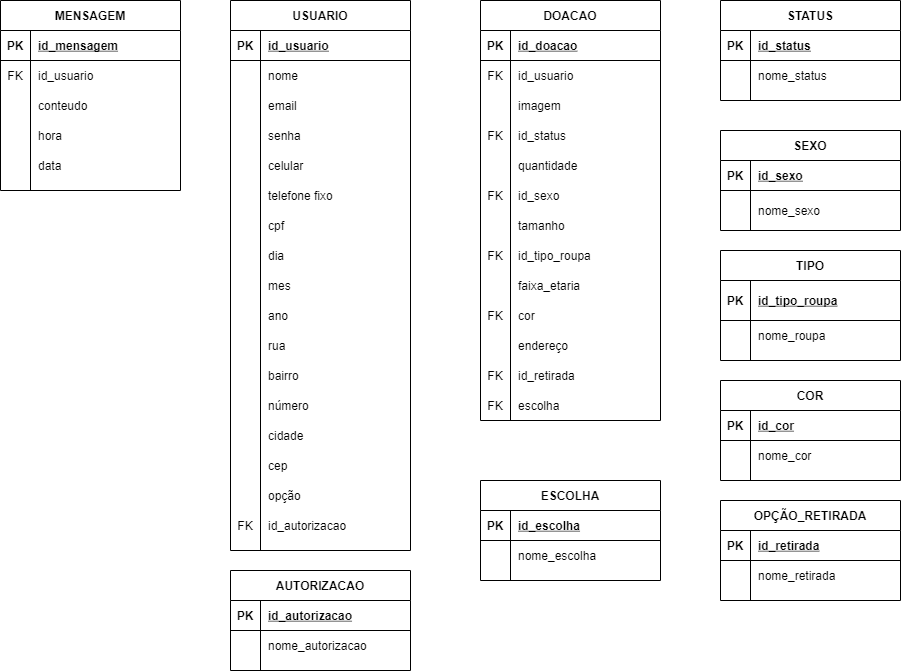 MENSAGEM
PK id_mensagem
FK id_usuario
conteudo
hora
data
USUARIO
PK id_usuario
nome
email
senha
celular
telefone fixo
cpf
dia
mes
ano
rua
bairro
número
cidade
cep
opção
FK id_autorizacao
AUTORIZACAO
PK id_autorizacao
nome_autorizacao
DOACAO
PK id_doacao
FK id_usuario
imagem
FK id_status
quantidade
FK id_sexo
tamanho
FK id_tipo_roupa
faixa_etaria
FK cor
endereço
FK id_retirada
FK escolha
ESCOLHA
PK id_escolha
nome_escolha
STATUS
PK id_status
nome_status
SEXO
PK id_sexo
nome_sexo
TIPO
PK id_tipo_roupa
nome_roupa
COR
PK id_cor
nome_cor
OPÇÃO_RETIRADA
PK id_retirada
nome_retirada